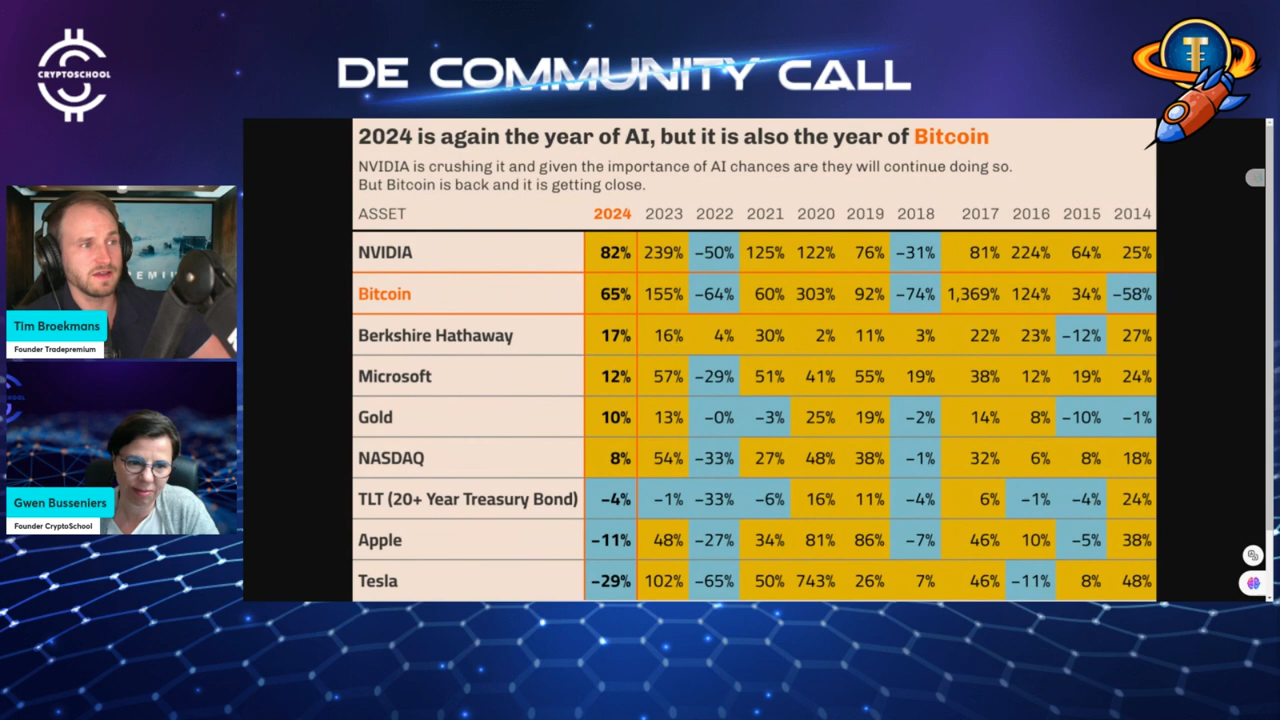 CRYPTOSCHOOL
DE COMMUNITY CALL
T
2024 is again the year of AI, but it is also the year of Bitcoin
NVIDIA is crushing it and given the importance of AI chances are they will continue doing so.
But Bitcoin is back and it is getting close.
ASSET 2024 2023 2022 2021 2020 2019 2018 2017 2016 2015 2014
NVIDIA 82% 239% −50% 125% 122% 76% −31% 81% 224% 64% 25%
Bitcoin 65% 155% −64% 60% 303% 92% −74% 1,369% 124% 34% −58%
Berkshire Hathaway 17% 16% 4% 30% 2% 11% 3% 22% 23% −12% 27%
Microsoft 12% 57% −29% 51% 41% 55% 19% 38% 12% 19% 24%
Gold 10% 13% −0% −3% 25% 19% −2% 14% 8% −10% −1%
NASDAQ 8% 54% −33% 27% 48% 38% −1% 32% 6% 8% 18%
TLT (20+ Year Treasury Bond) −4% −1% −33% −6% 16% 11% −4% 6% −1% −4% 24%
Apple −11% 48% −27% 34% 81% 86% −7% 46% 10% −5% 38%
Tesla −29% 102% −65% 50% 743% 26% 7% 46% −11% 8% 48%
Tim Broekmans
Founder Tradepremium
Gwen Busseniers
Founder CryptoSchool